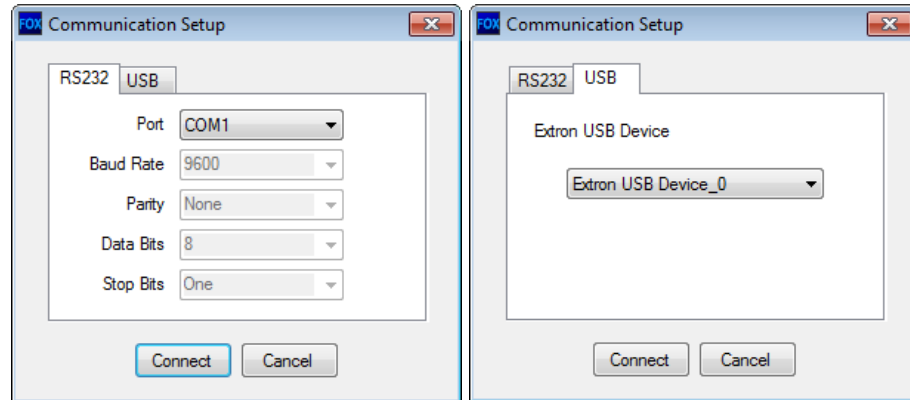 FOX Communication Setup
RS232 USB
Port COM1
Baud Rate 9600
Parity None
Data Bits 8
Stop Bits One
Connect Cancel
FOX Communication Setup
RS232 USB
Extron USB Device
Extron USB Device_0
Connect Cancel